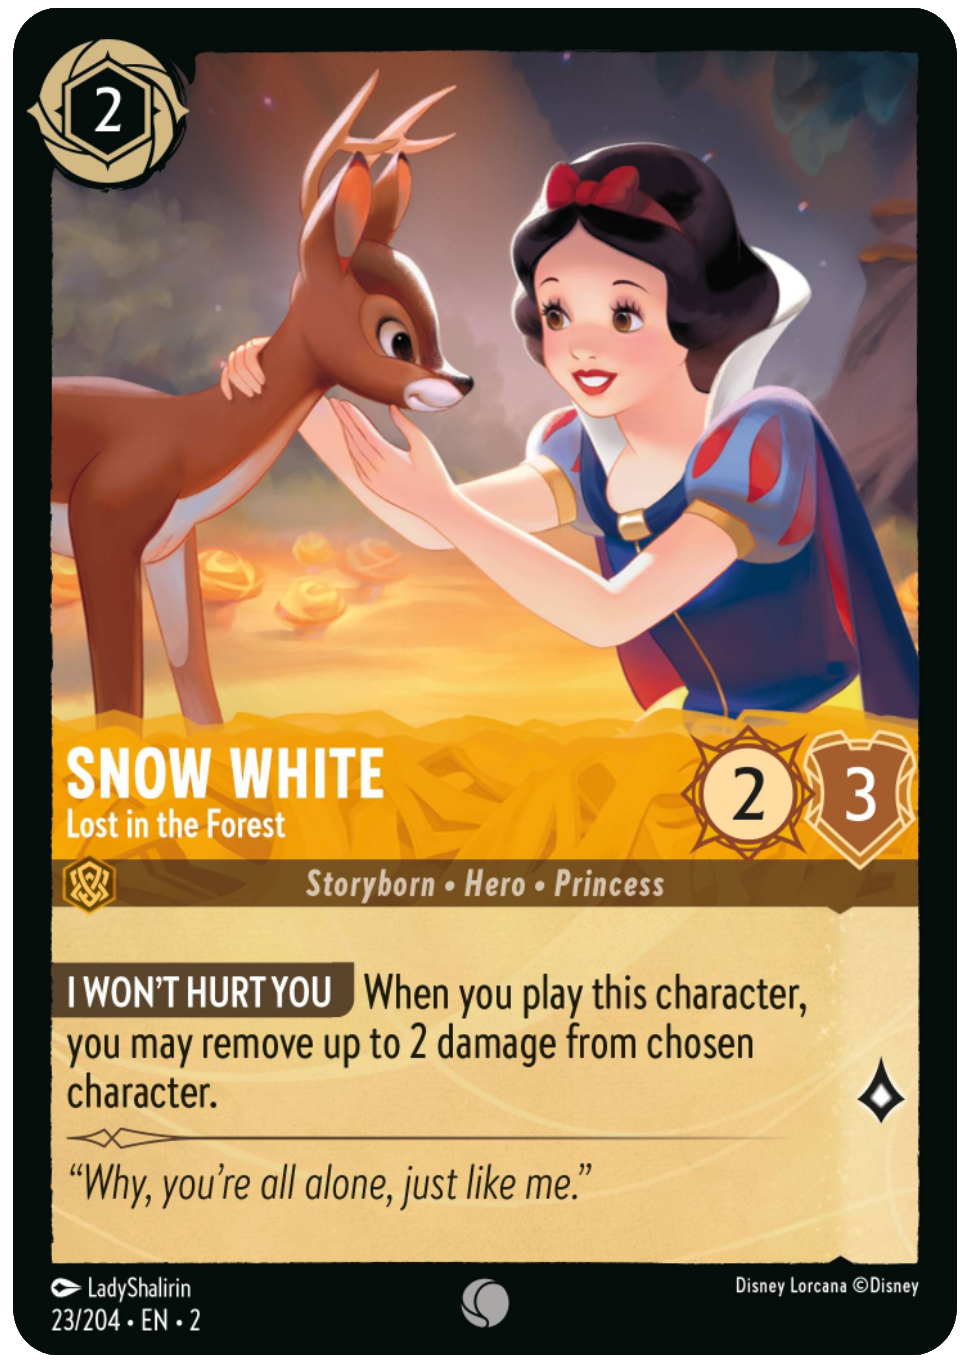 2
SNOW WHITE
Lost in the Forest
2
3
Storyborn • Hero • Princess
I WON'T HURT YOU When you play this character,
you may remove up to 2 damage from chosen
character.
“Why, you're all alone, just like me.”
LadyShalirin
Disney Lorcana ©Disney
23/204 • EN • 2